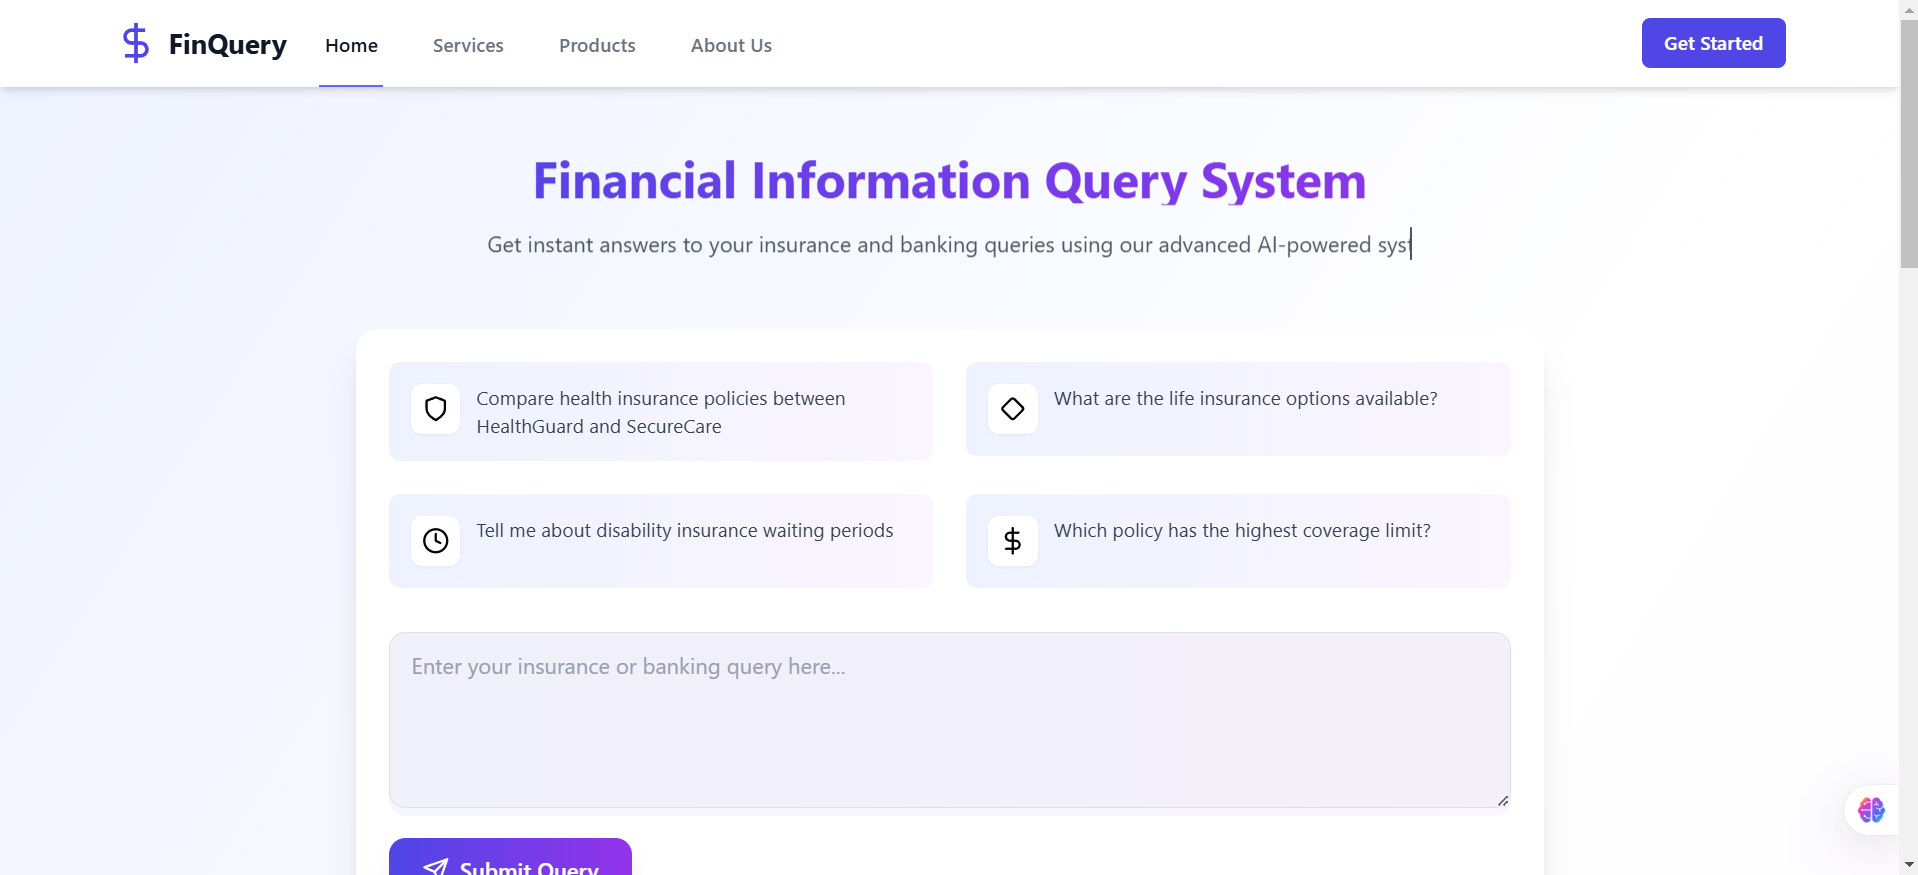 FinQuery
Home
Services
Products
About Us
Get Started
Financial Information Query System
Get instant answers to your insurance and banking queries using our advanced AI-powered syst
Compare health insurance policies between
HealthGuard and SecureCare
What are the life insurance options available?
Tell me about disability insurance waiting periods
Which policy has the highest coverage limit?
Enter your insurance or banking query here...
Submit Query